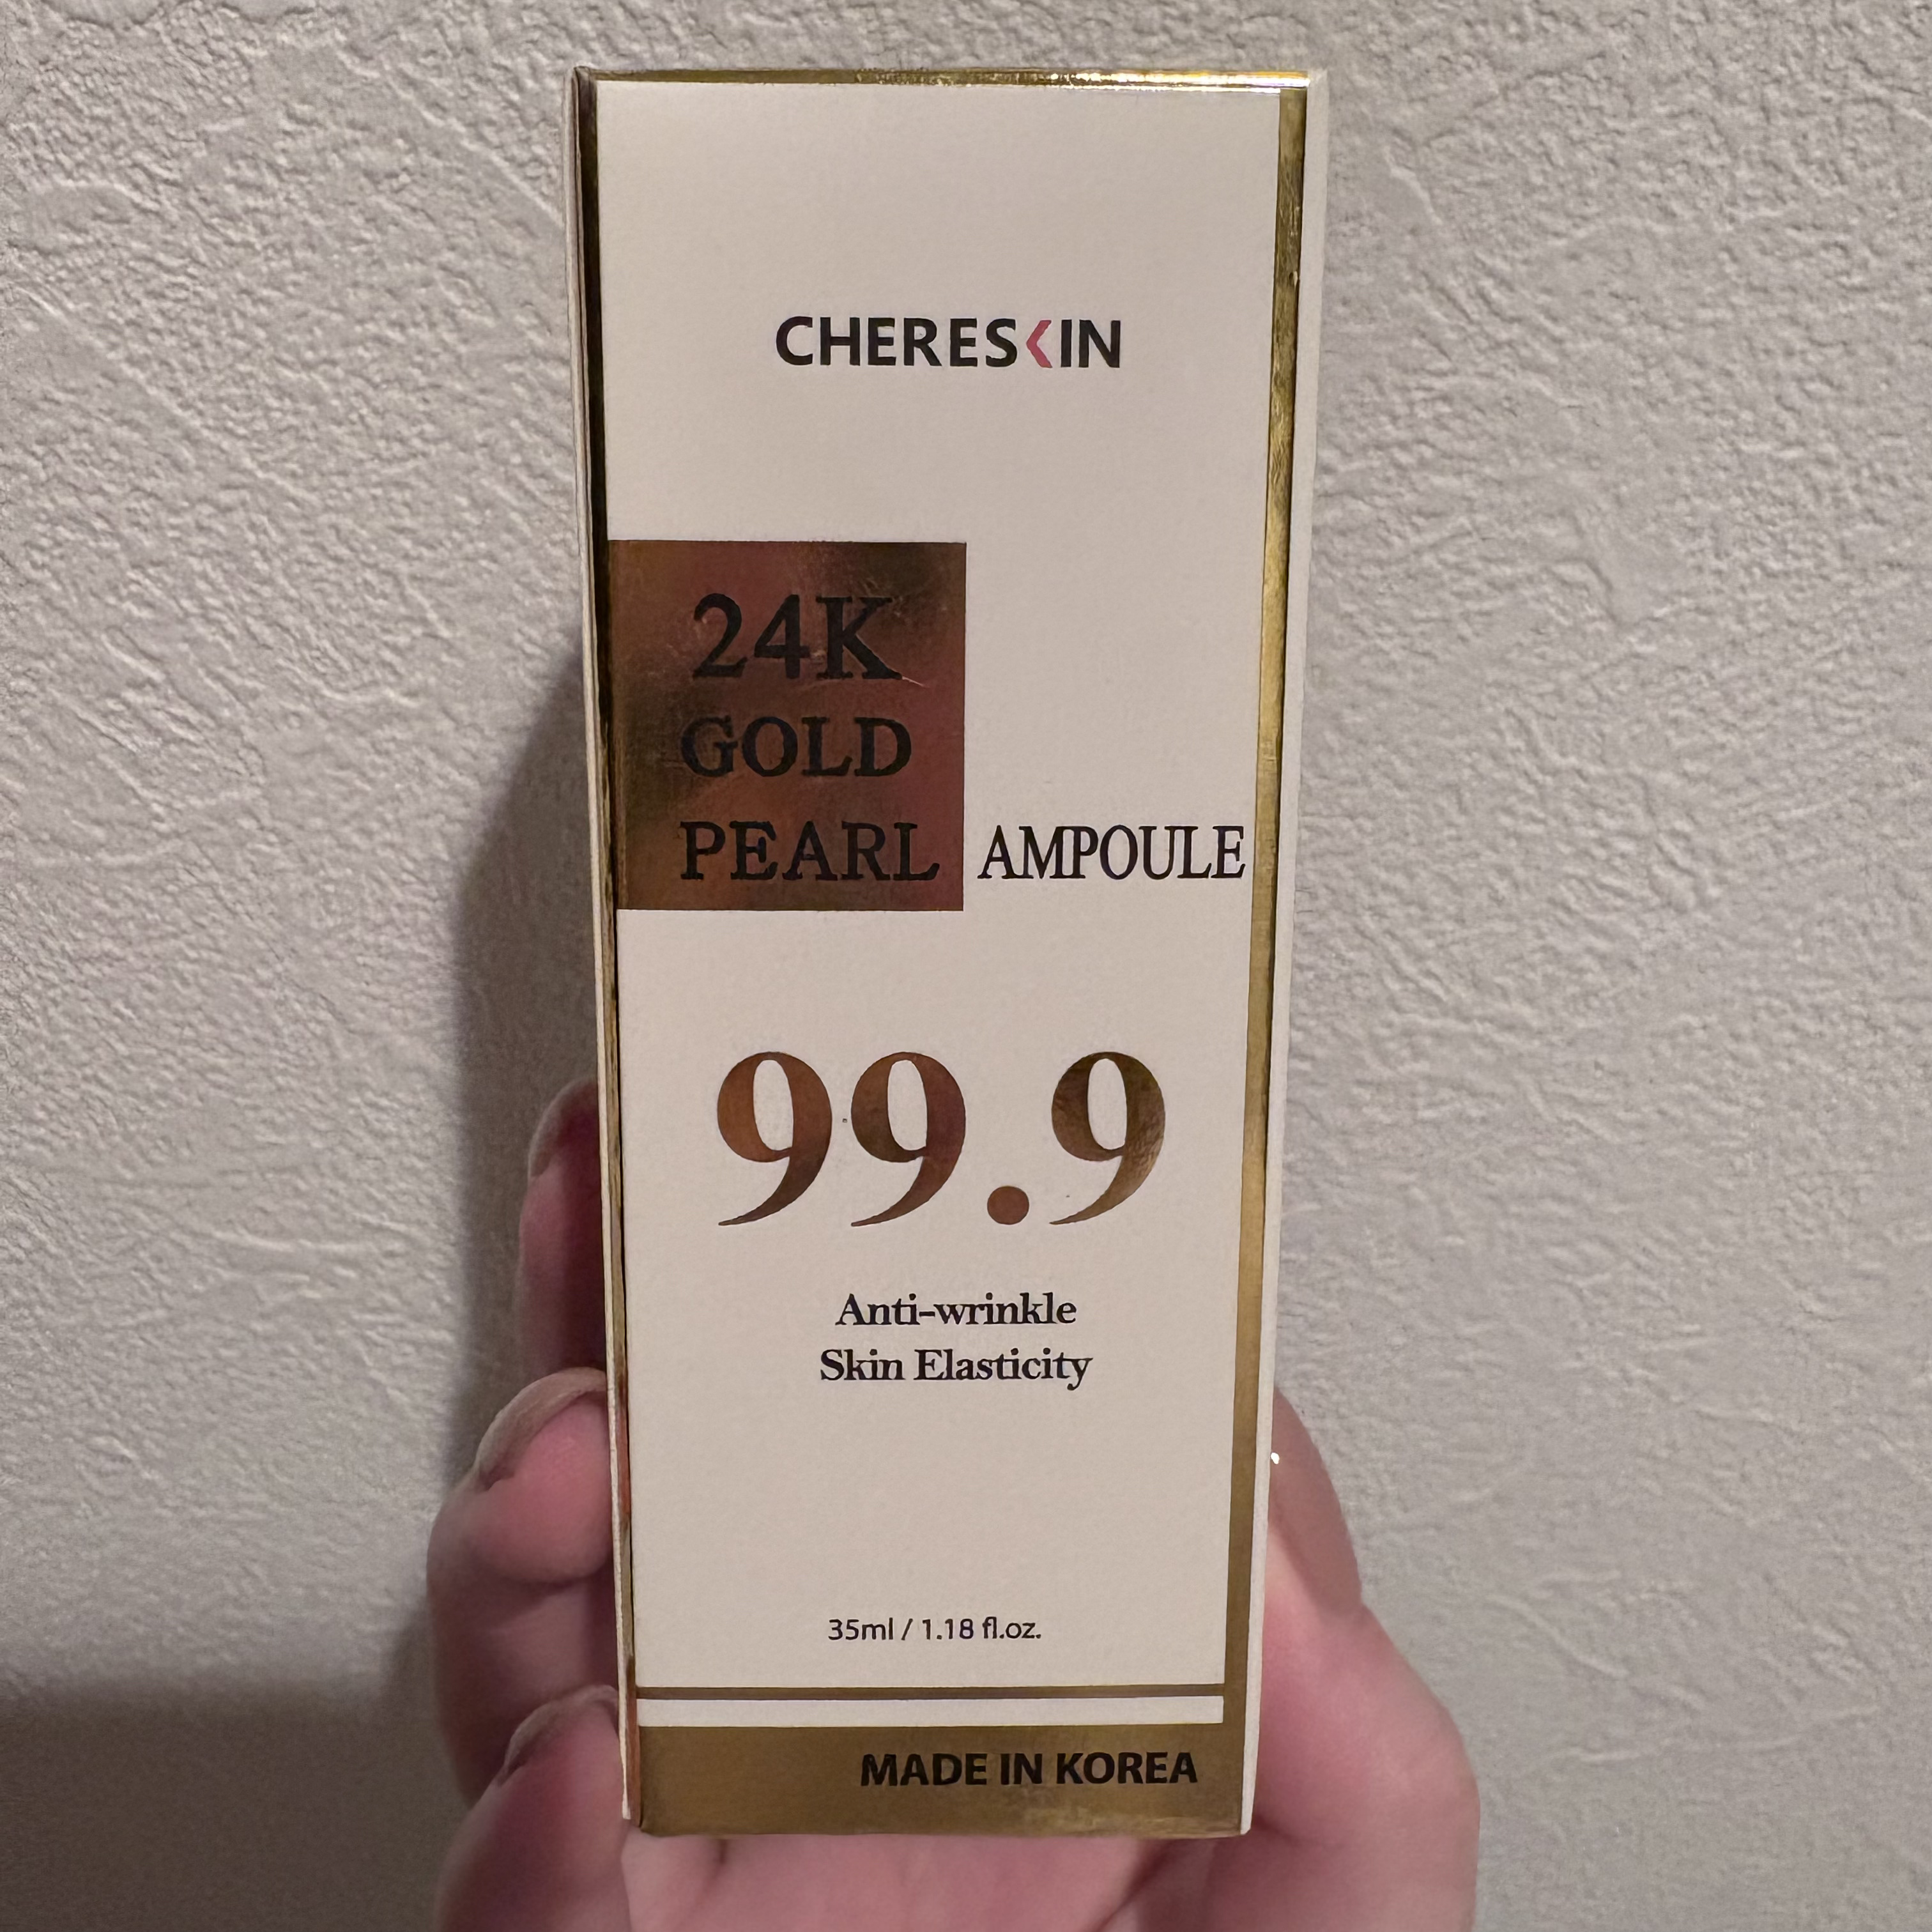 CHERESKIN
24K
GOLD
PEARL AMPOULE
99.9
Anti-wrinkle
Skin Elasticity
35ml / 1.18 fl.oz.
MADE IN KOREA